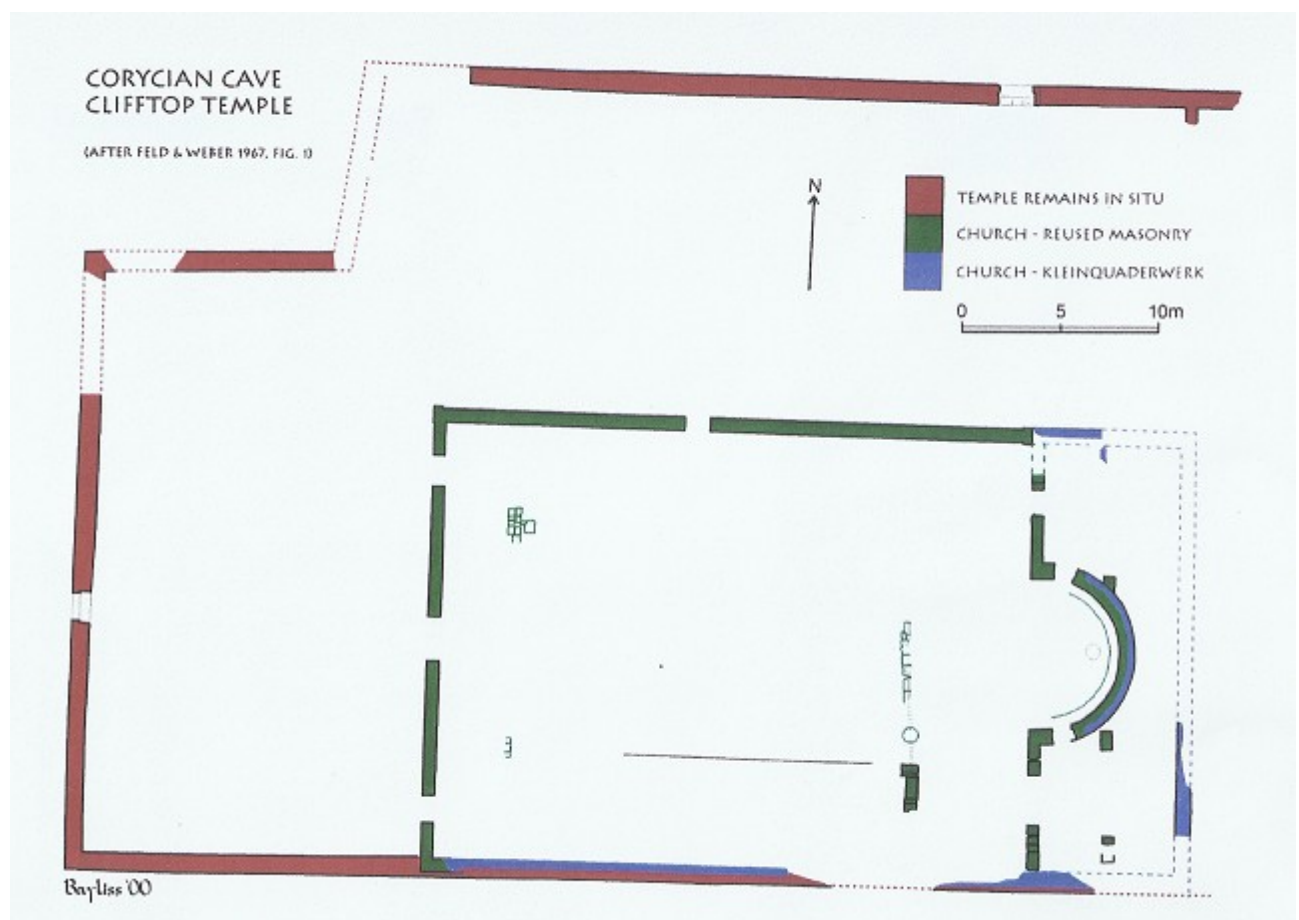 CORYCIAN CAVE
CLIFFTOP TEMPLE
(AFTER FELD & WEBER 1967, FIG. 1)
N
TEMPLE REMAINS IN SITU
CHURCH - REUSED MASONRY
CHURCH - KLEINQUADERWERK
0 5 10m
Bayliss '00